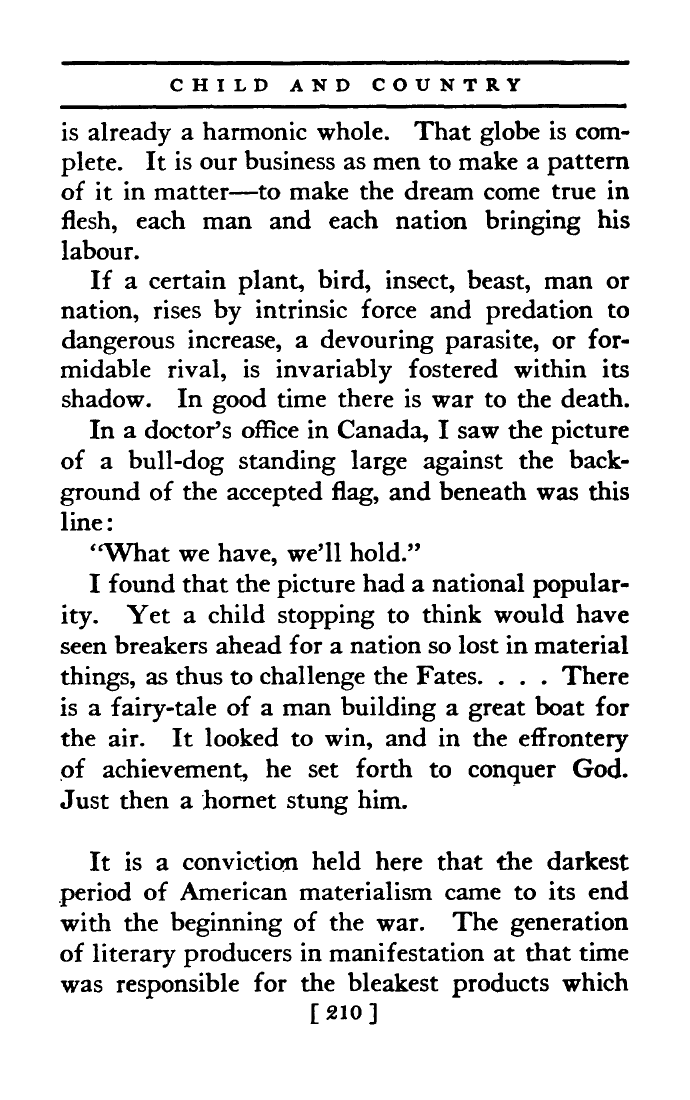 CHILD AND COUNTRY
is already a harmonic whole. That globe is com-
plete. It is our business as men to make a pattern
of it in matter—to make the dream come true in
flesh, each man and each nation bringing his
labour.
If a certain plant, bird, insect, beast, man or
nation, rises by intrinsic force and predation to
dangerous increase, a devouring parasite, or for-
midable rival, is invariably fostered within its
shadow. In good time there is war to the death.
In a doctor's office in Canada, I saw the picture
of a bull-dog standing large against the back-
ground of the accepted flag, and beneath was this
line:
“What we have, we'll hold.”
I found that the picture had a national popular-
ity. Yet a child stopping to think would have
seen breakers ahead for a nation so lost in material
things, as thus to challenge the Fates. . . . There
is a fairy-tale of a man building a great boat for
the air. It looked to win, and in the effrontery
of achievement, he set forth to conquer God.
Just then a hornet stung him.
It is a conviction held here that the darkest
period of American materialism came to its end
with the beginning of the war. The generation
of literary producers in manifestation at that time
was responsible for the bleakest products which
[ 210 ]